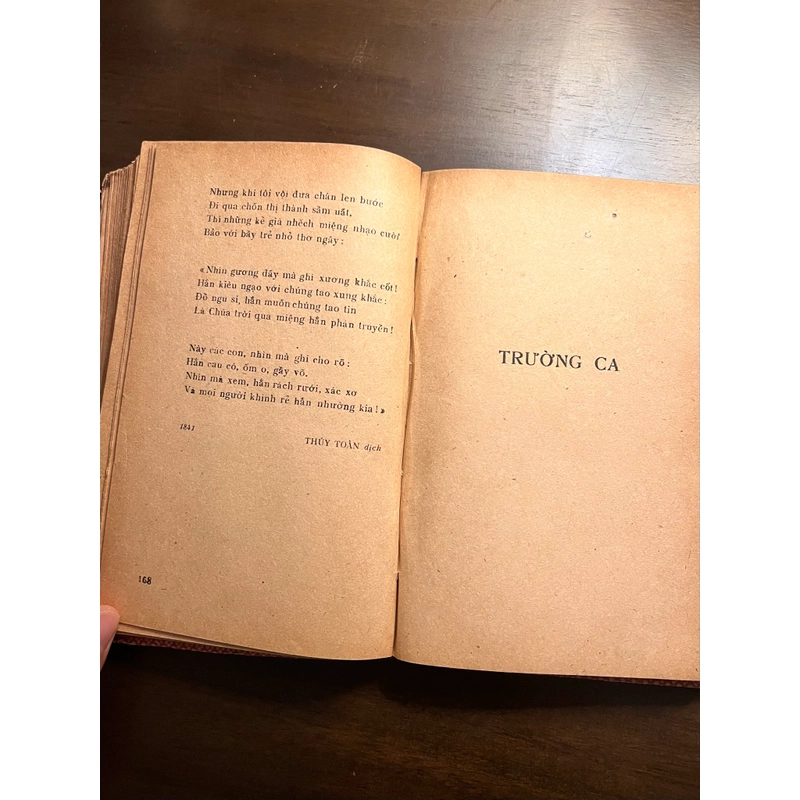 Nhưng khi tôi vội đưa chân len bước
Đi qua chốn thị thành sầm uất,
Thì những kẻ già nhếch miệng nhạo cười
Bảo với bầy trẻ nhỏ thơ ngây:
«Nhìn gương đấy mà ghi xương khắc cốt!
Hắn kiêu ngạo với chúng tao xung khắc:
Đồ ngu si, hắn muốn chúng tao tin
Là Chúa trời qua miệng hắn phán truyền!
Này các con, nhìn mà ghi cho rõ:
Hắn cau có, ốm o, gầy võ.
Nhìn mà xem, hắn rách rưới, xác xơ
Và mọi người khinh rẻ hắn nhường kia!»
1841
THÚY TOÀN dịch
168
TRƯỜNG CA